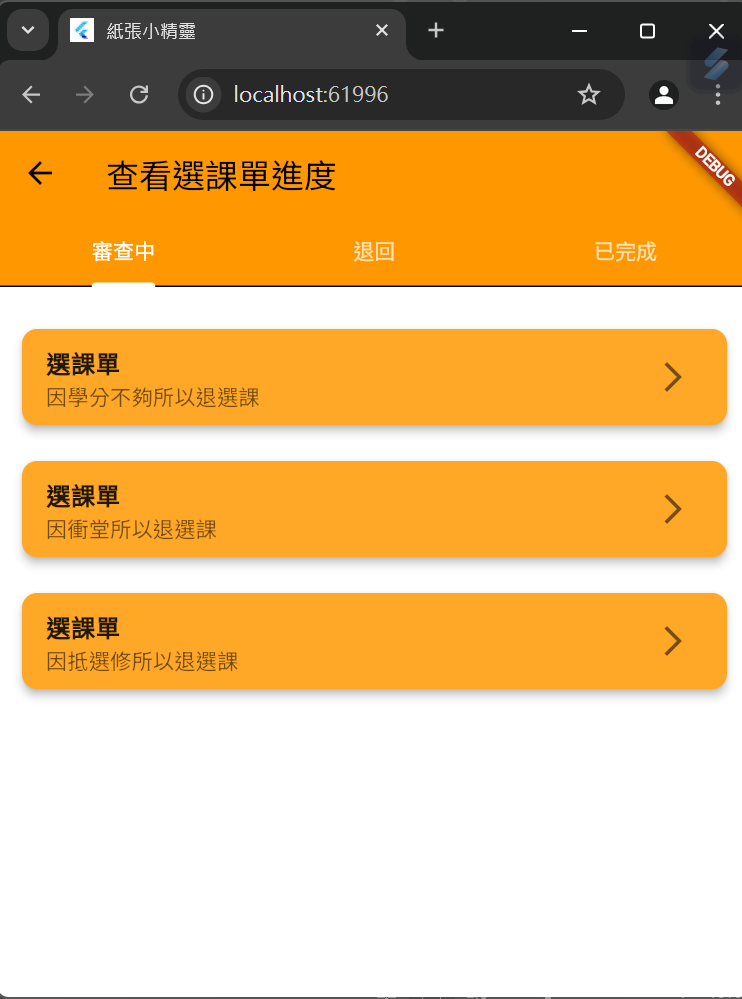 紙張小精靈
localhost:61996
DEBUG
查看選課單進度
審查中 退回 已完成
選課單
因學分不夠所以退選課
選課單
因衝堂所以退選課
選課單
因抵選修所以退選課